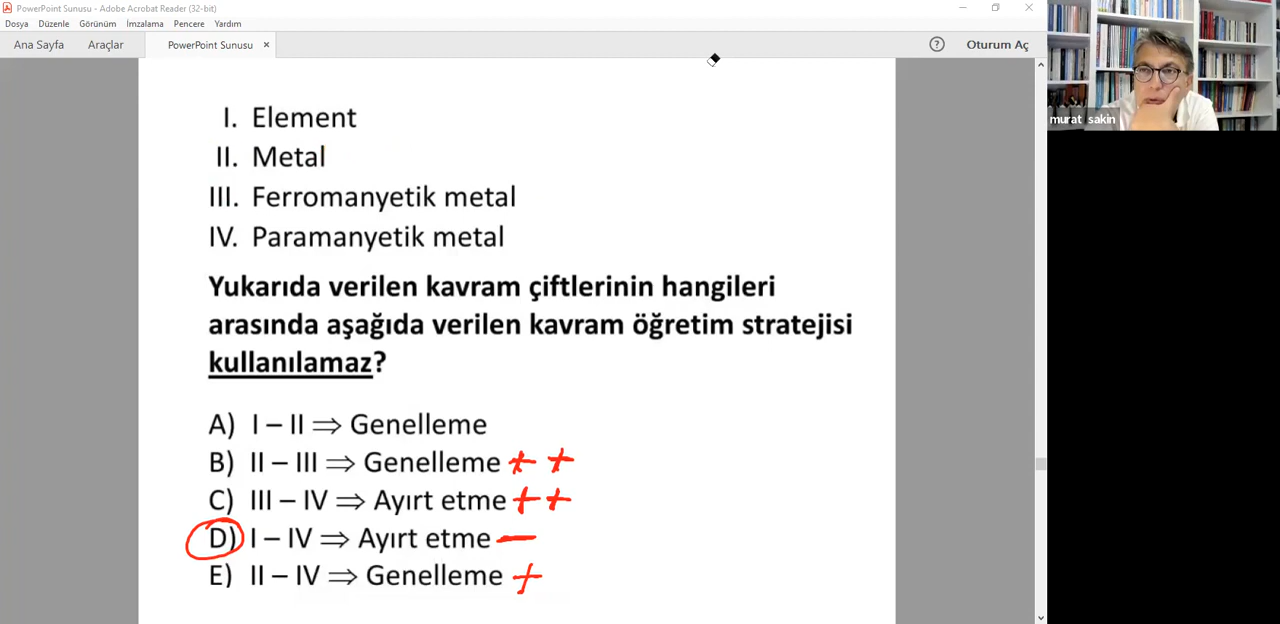 PowerPoint Sunusu - Adobe Acrobat Reader (32-bit)
Dosya Düzenle Görünüm İmzalama Pencere Yardım
Ana Sayfa Araçlar PowerPoint Sunusu × ? Oturum Aç
murat sakin
I. Element
II. Metal
III. Ferromanyetik metal
IV. Paramanyetik metal
Yukarıda verilen kavram çiftlerinin hangileri
arasında aşağıda verilen kavram öğretim stratejisi
kullanılamaz?
A) I – II ⇒ Genelleme
B) II – III ⇒ Genelleme + +
C) III – IV ⇒ Ayırt etme + +
D) I – IV ⇒ Ayırt etme –
E) II – IV ⇒ Genelleme +